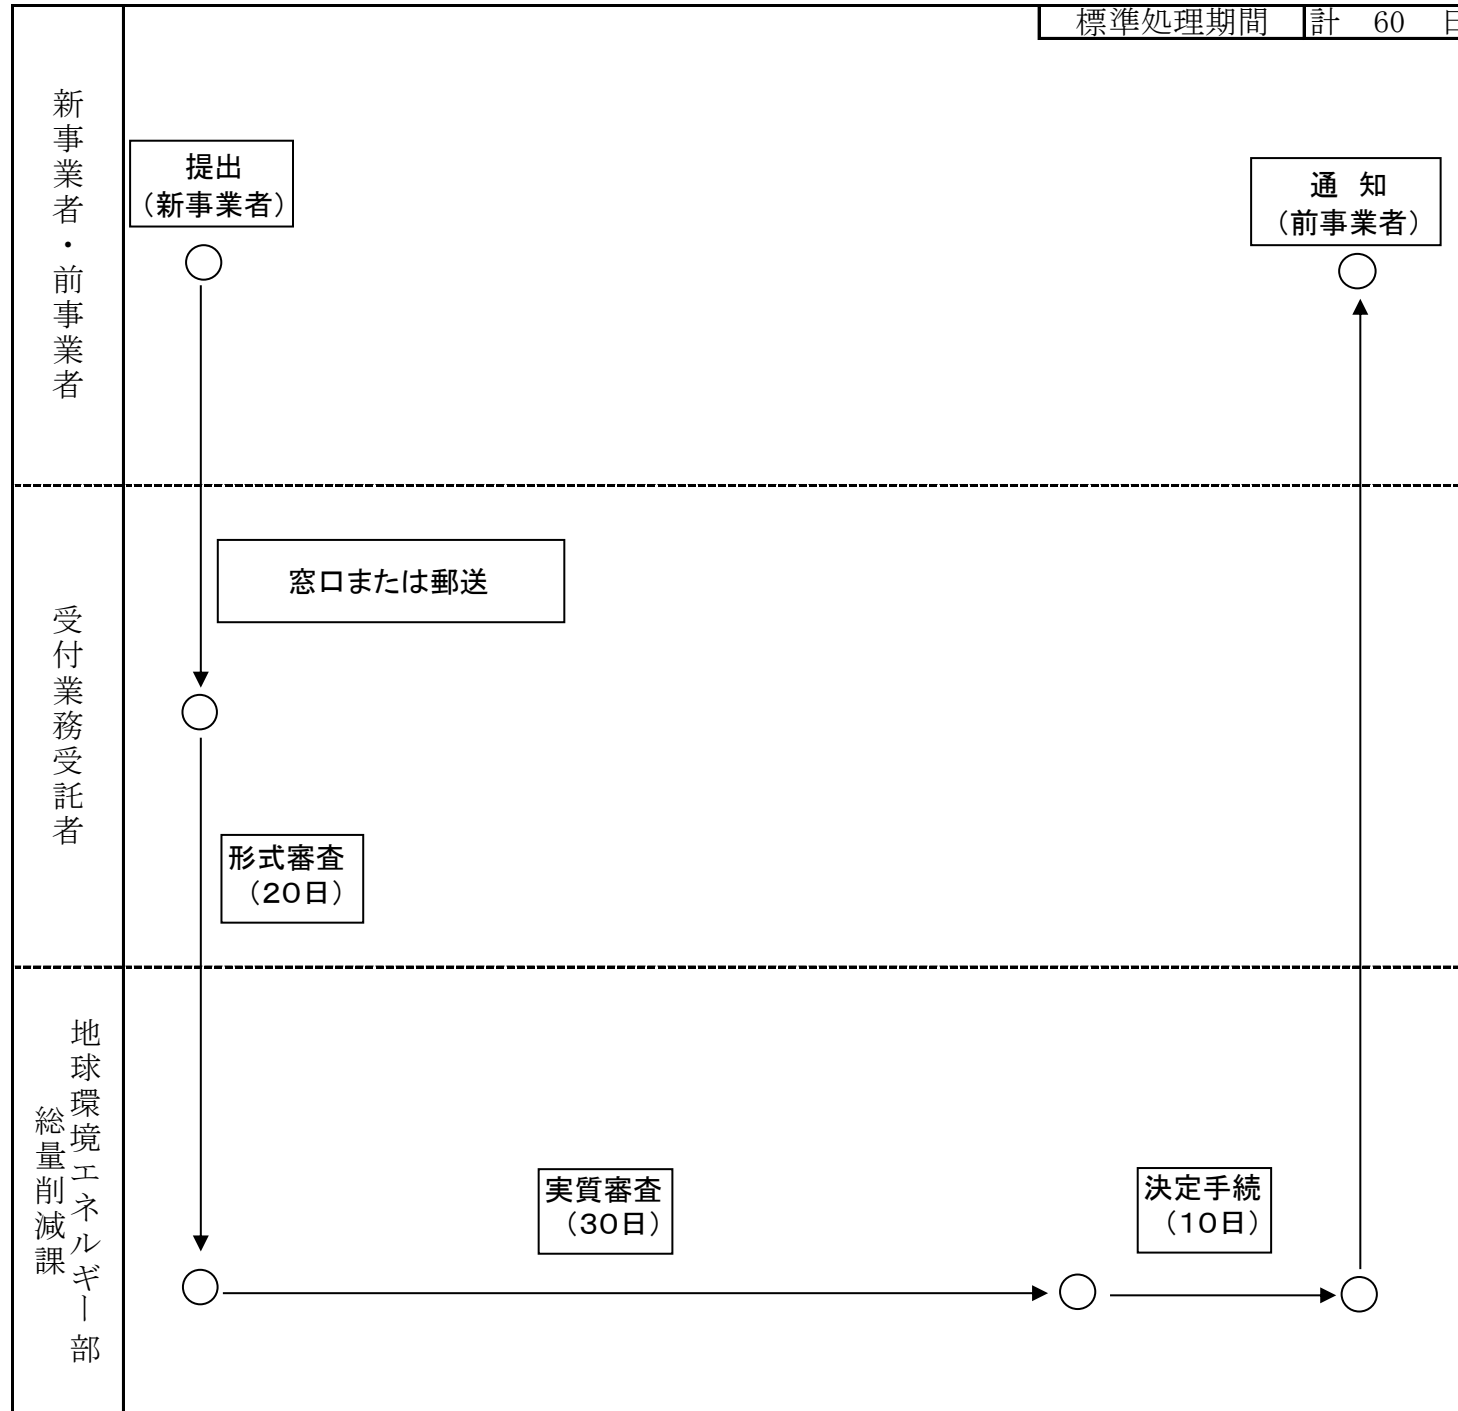 標準処理期間 計 60 日
新事業者・前事業者
提出
（新事業者）
通 知
（前事業者）
受付業務受託者
窓口または郵送
形式審査
（20日）
地球環境エネルギー部
総量削減課
実質審査
（30日）
決定手続
（10日）